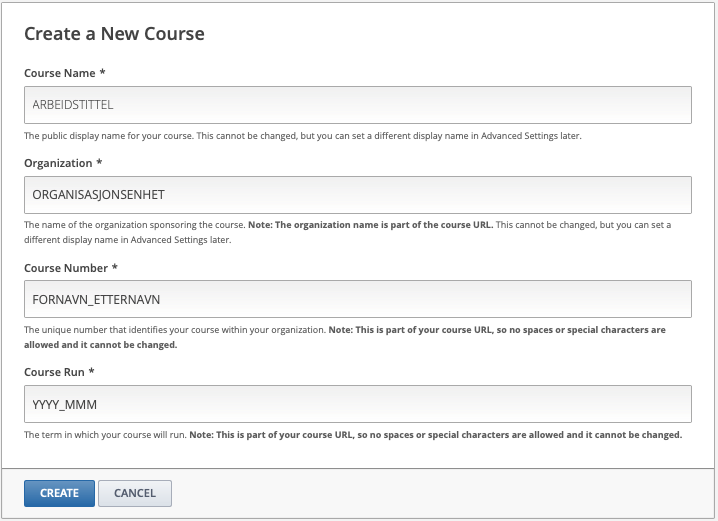 Create a New Course
Course Name *
ARBEIDSTITTEL
The public display name for your course. This cannot be changed, but you can set a different display name in Advanced Settings later.
Organization *
ORGANISASJONSENHET
The name of the organization sponsoring the course. Note: The organization name is part of the course URL. This cannot be changed, but you can set a
different display name in Advanced Settings later.
Course Number *
FORNAVN_ETTERNAVN
The unique number that identifies your course within your organization. Note: This is part of your course URL, so no spaces or special characters are
allowed and it cannot be changed.
Course Run *
YYYY_MMM
The term in which your course will run. Note: This is part of your course URL, so no spaces or special characters are allowed and it cannot be changed.
CREATE CANCEL